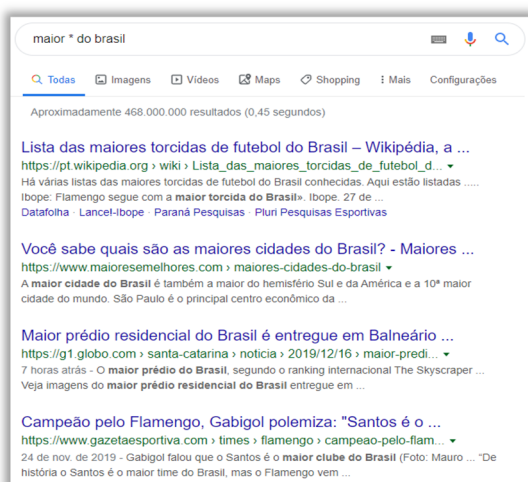 maior * do brasil
Todas Imagens Vídeos Maps Shopping Mais Configurações
Aproximadamente 468.000.000 resultados (0,45 segundos)
Lista das maiores torcidas de futebol do Brasil – Wikipédia, a ...
https://pt.wikipedia.org › wiki › Lista_das_maiores_torcidas_de_futebol_d...
Há várias listas das maiores torcidas de futebol do Brasil conhecidas. Aqui estão listadas .....
Ibope: Flamengo segue com a maior torcida do Brasil». Ibope. 27 de ...
Datafolha · Lancel-Ibope · Paraná Pesquisas · Pluri Pesquisas Esportivas
Você sabe quais são as maiores cidades do Brasil? - Maiores ...
https://www.maioresemelhores.com › maiores-cidades-do-brasil
A maior cidade do Brasil é também a maior do hemisfério Sul e da América e a 10ª maior
cidade do mundo. São Paulo é o principal centro econômico da ...
Maior prédio residencial do Brasil é entregue em Balneário ...
https://g1.globo.com › santa-catarina › noticia › 2019/12/16 › maior-predi...
7 horas atrás - O maior prédio do Brasil, segundo o ranking internacional The Skyscraper ...
Veja imagens do maior prédio residencial do Brasil entregue em ...
Campeão pelo Flamengo, Gabigol polemiza: "Santos é o ...
https://www.gazetaesportiva.com › times › flamengo › campeao-pelo-flam...
24 de nov. de 2019 - Gabigol falou que o Santos é o maior clube do Brasil (Foto: Mauro ... "De
história o Santos é o maior time do Brasil, mas o Flamengo vem ...